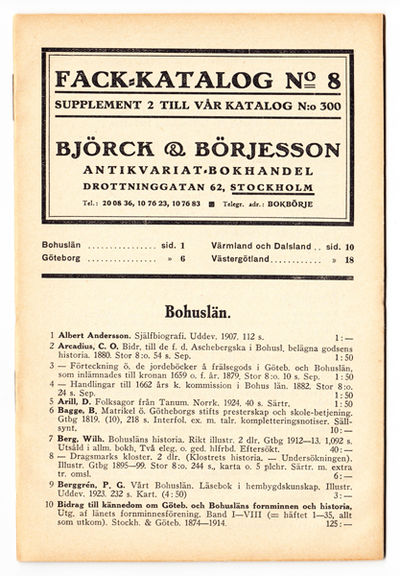 FACK-KATALOG No 8
SUPPLEMENT 2 TILL VÅR KATALOG N:o 300
BJÖRCK & BÖRJESSON
ANTIKVARIAT-BOKHANDEL
DROTTNINGGATAN 62, STOCKHOLM
Tel.: 20 08 36, 10 76 23, 10 76 83 ■ Telegr. adr.: BOKBÖRJE
Bohuslän ................ sid. 1
Göteborg ................ » 6
Värmland och Dalsland .. sid. 10
Västergötland............ » 18
Bohuslän.
1 Albert Andersson. Självbiografi. Uddev. 1907. 112 s. 1: —
2 Arcadius, C. O. Bidr. till de f. d. Aschebergska i Bohusl. belägna godsens
historia. 1880. Stor 8:o. 54 s. Sep. 1: 50
3 — Förteckning ö. de jordeböcker å frälsegods i Göteb. och Bohuslän,
som inlämnades till kronan 1659 o. f. år. 1879. Stor 8:o. 10 s. Sep. 1: —
4 — Handlingar till 1662 års k. kommission i Bohus län. 1882. Stor 8:o.
24 s. Sep. 1: 50
5 Arill, D. Folksagor från Tanum. Norrk. 1924. 40 s. Särtr. 1: 50
6 Bagge, B, Matrikel ö. Götheborgs stifts presterskap och skole-betjening.
Gtbg 1819. (10), 218 s. Interfol. ex. m. talr. kompletteringsnotiser. Säll-
synt. 10: —
7 Berg, Wilh. Bohusläns historia. Rikt illustr. 2 dlr. Gtbg 1912—13. 1,092 s.
Utsåld i allm. bokh. Två eleg. o. ged. hlfrbd. Eftersökt. 40: —
8 — Dragsmarks kloster. 2 dlr. (Klostrets historia. — Undersökningen).
Illustr. Gtbg 1895—99. Stor 8:o. 244 s., karta o. 5 plchr. Särtr. m. extra
tr. omsl. 6: —
9 Berggrén, P. G. Vårt Bohuslän. Läsebok i hembygdskunskap. Illustr.
Uddev. 1923. 232 s. Kart. (4: 50) 3: —
10 Bidrag till kännedom om Göteb. och Bohusläns fornminnen och historia,
Utg. af länets fornminnesförening. Band I—VIII (= häftet 1—35, allt
som utkom). Stockh. & Göteb. 1874—1914. 125: —